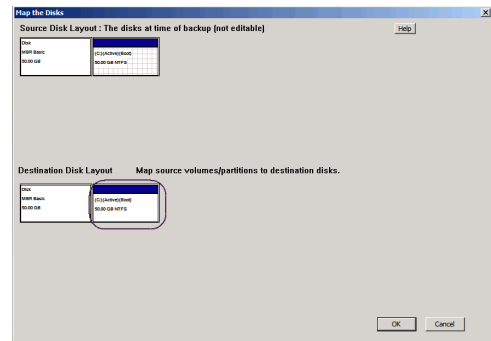 Map the Disks
Source Disk Layout : The disks at time of backup (not editable)
Help
Disk
MBR Basic
50.00 GB
(C:)(Active)(Boot)
50.00 GB NTFS
Destination Disk Layout Map source volumes/partitions to destination disks.
Disk
MBR Basic
50.00 GB
(C:)(Active)(Boot)
50.00 GB NTFS
OK Cancel